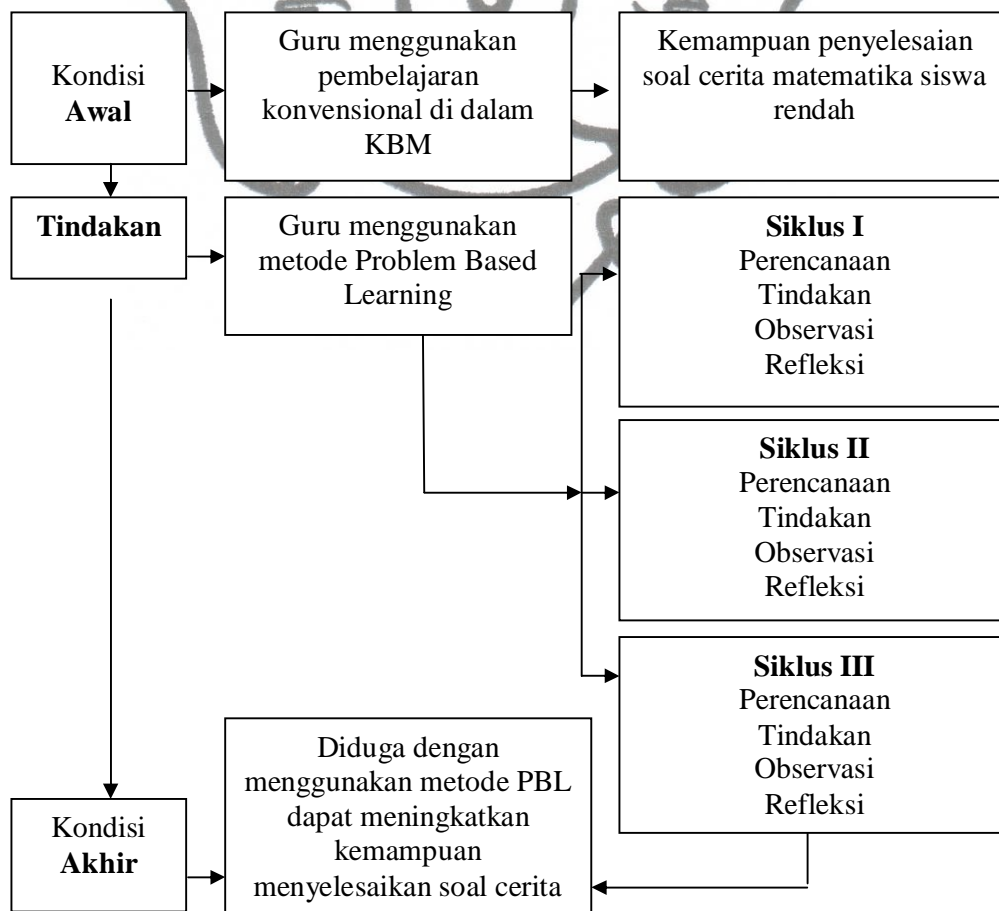 Kondisi
Awal
Guru menggunakan
pembelajaran
konvensional di dalam
KBM
Kemampuan penyelesaian
soal cerita matematika siswa
rendah
Tindakan
Guru menggunakan
metode Problem Based
Learning
Siklus I
Perencanaan
Tindakan
Observasi
Refleksi
Siklus II
Perencanaan
Tindakan
Observasi
Refleksi
Siklus III
Perencanaan
Tindakan
Observasi
Refleksi
Kondisi
Akhir
Diduga dengan
menggunakan metode PBL
dapat meningkatkan
kemampuan
menyelesaikan soal cerita